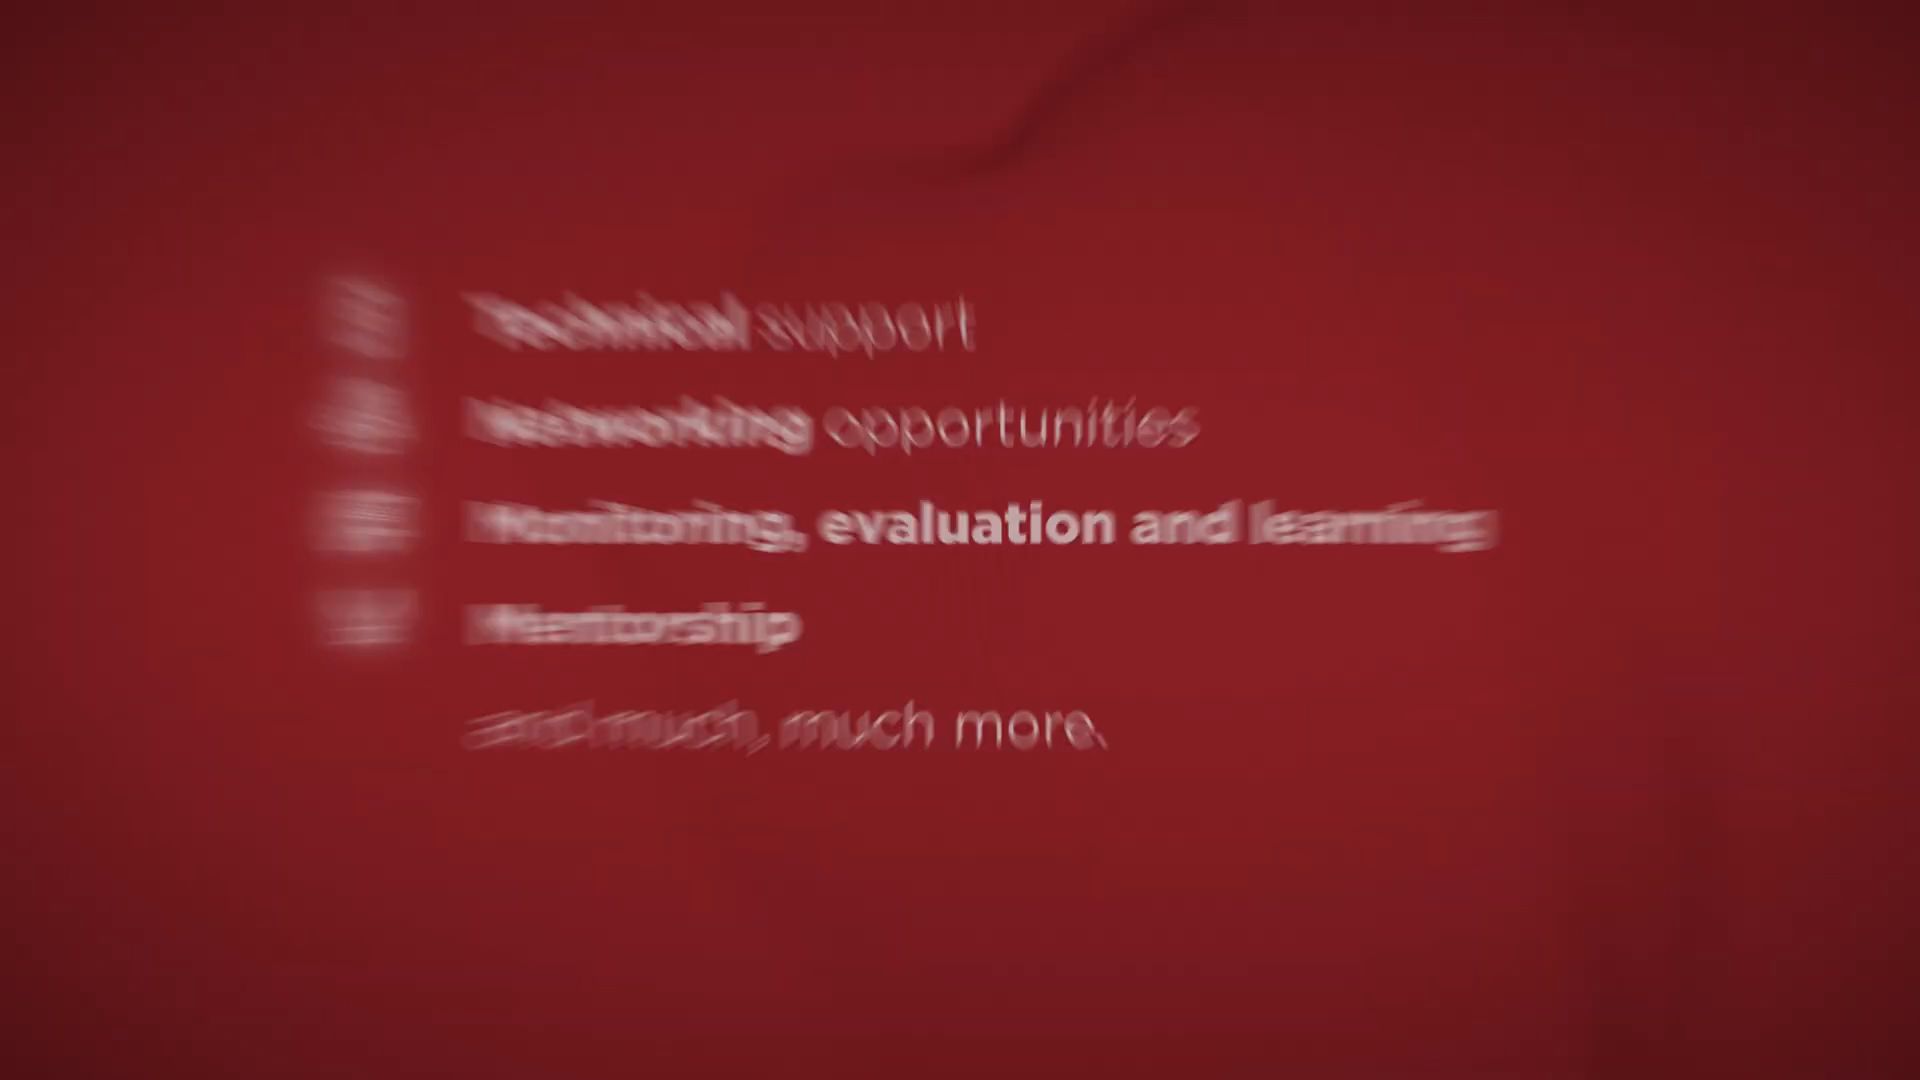 Technical support
Networking opportunities
Monitoring, evaluation and learning
Mentorship
and much, much more.